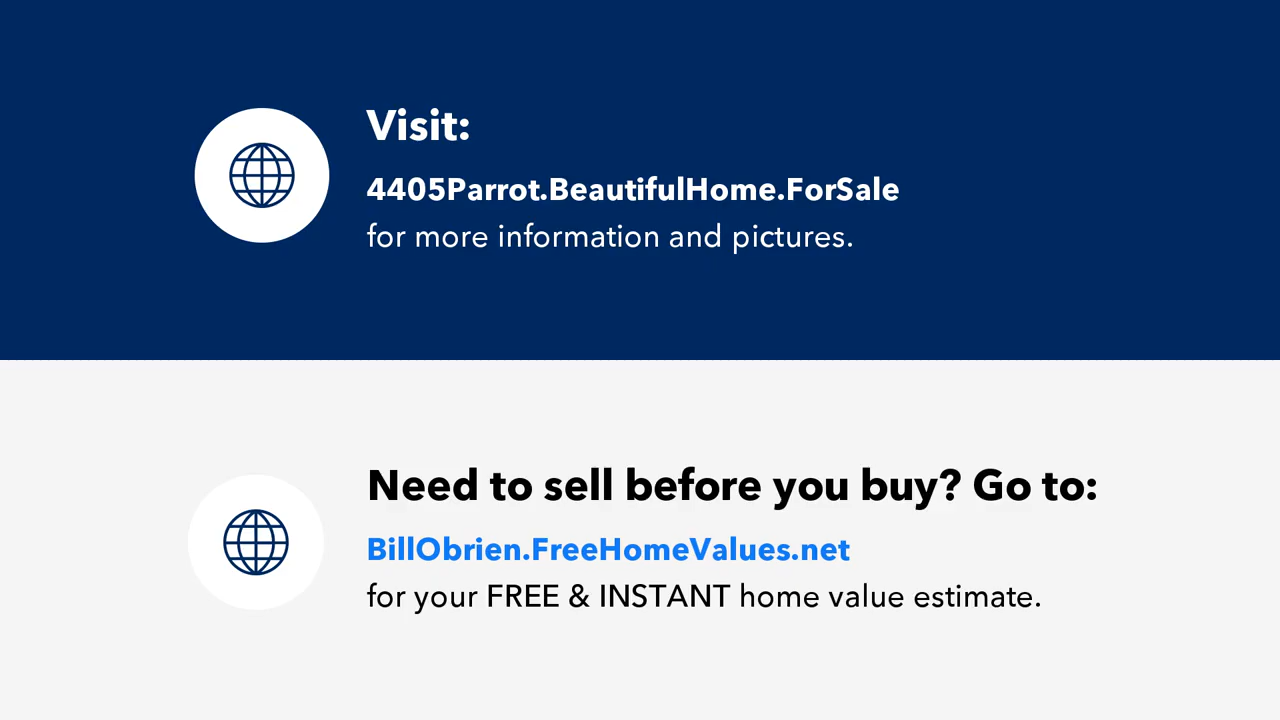 Visit:
4405Parrot.BeautifulHome.ForSale
for more information and pictures.
Need to sell before you buy? Go to:
BillObrien.FreeHomeValues.net
for your FREE & INSTANT home value estimate.